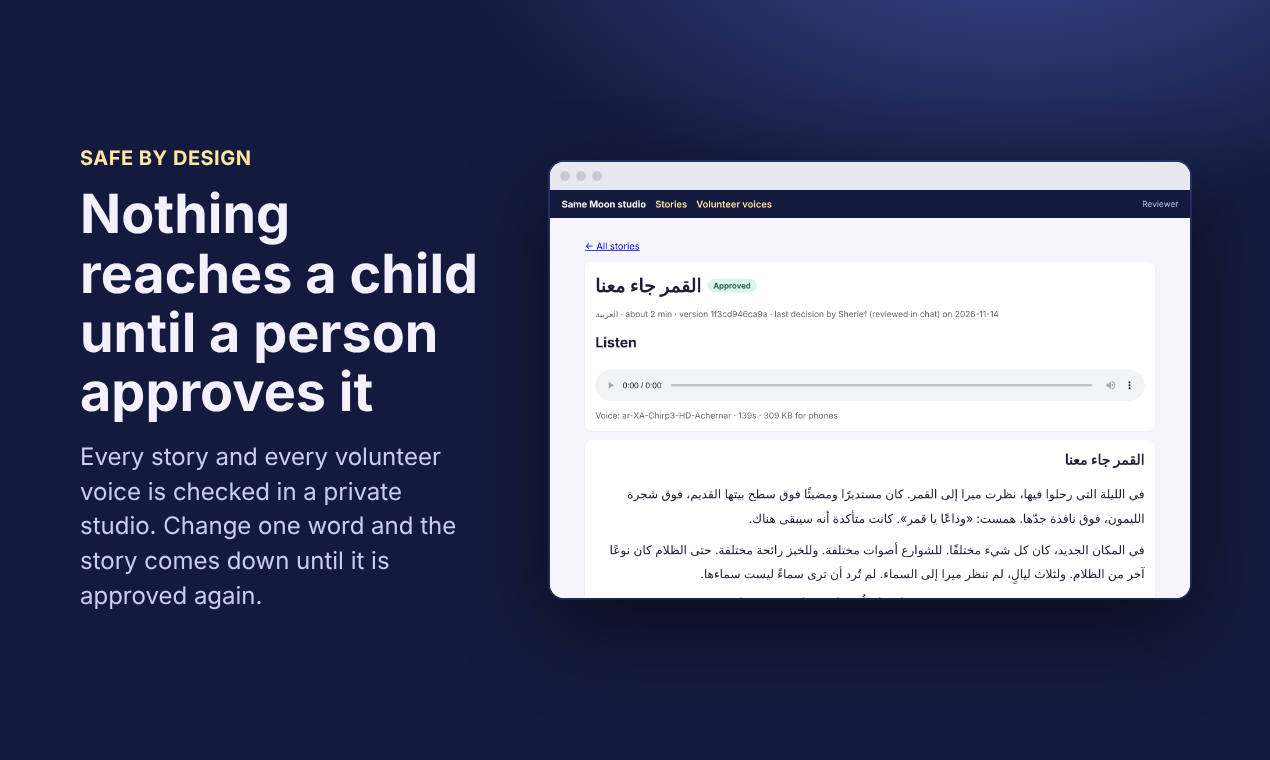 SAFE BY DESIGN
Nothing
reaches a child
until a person
approves it
Every story and every volunteer
voice is checked in a private
studio. Change one word and the
story comes down until it is
approved again.
Same Moon studio Stories Volunteer voices Reviewer
← All stories
القمر جاء معنا Approved
العربية · about 2 min · version 1f3cd946ca9a · last decision by Sherief (reviewed in chat) on 2026-11-14
Listen
0:00 / 0:00
Voice: ar-XA-Chirp3-HD-Achernar · 139s · 309 KB for phones
القمر جاء معنا
في الليلة التي رحلوا فيها، نظرت ميرا إلى القمر. كان مستديرًا ومضيئًا فوق سطح بيتها القديم، فوق شجرة
الليمون، فوق نافذة جدّها. همست: «وداعًا يا قمر». كانت متأكدة أنه سيبقى هناك.
في المكان الجديد، كان كل شيء مختلفًا. للشوارع أصوات مختلفة. وللخبز رائحة مختلفة. حتى الظلام كان نوعًا
آخر من الظلام. ولثلاث ليالٍ، لم تنظر ميرا إلى السماء. لم تُرد أن ترى سماءً ليست سماءها.